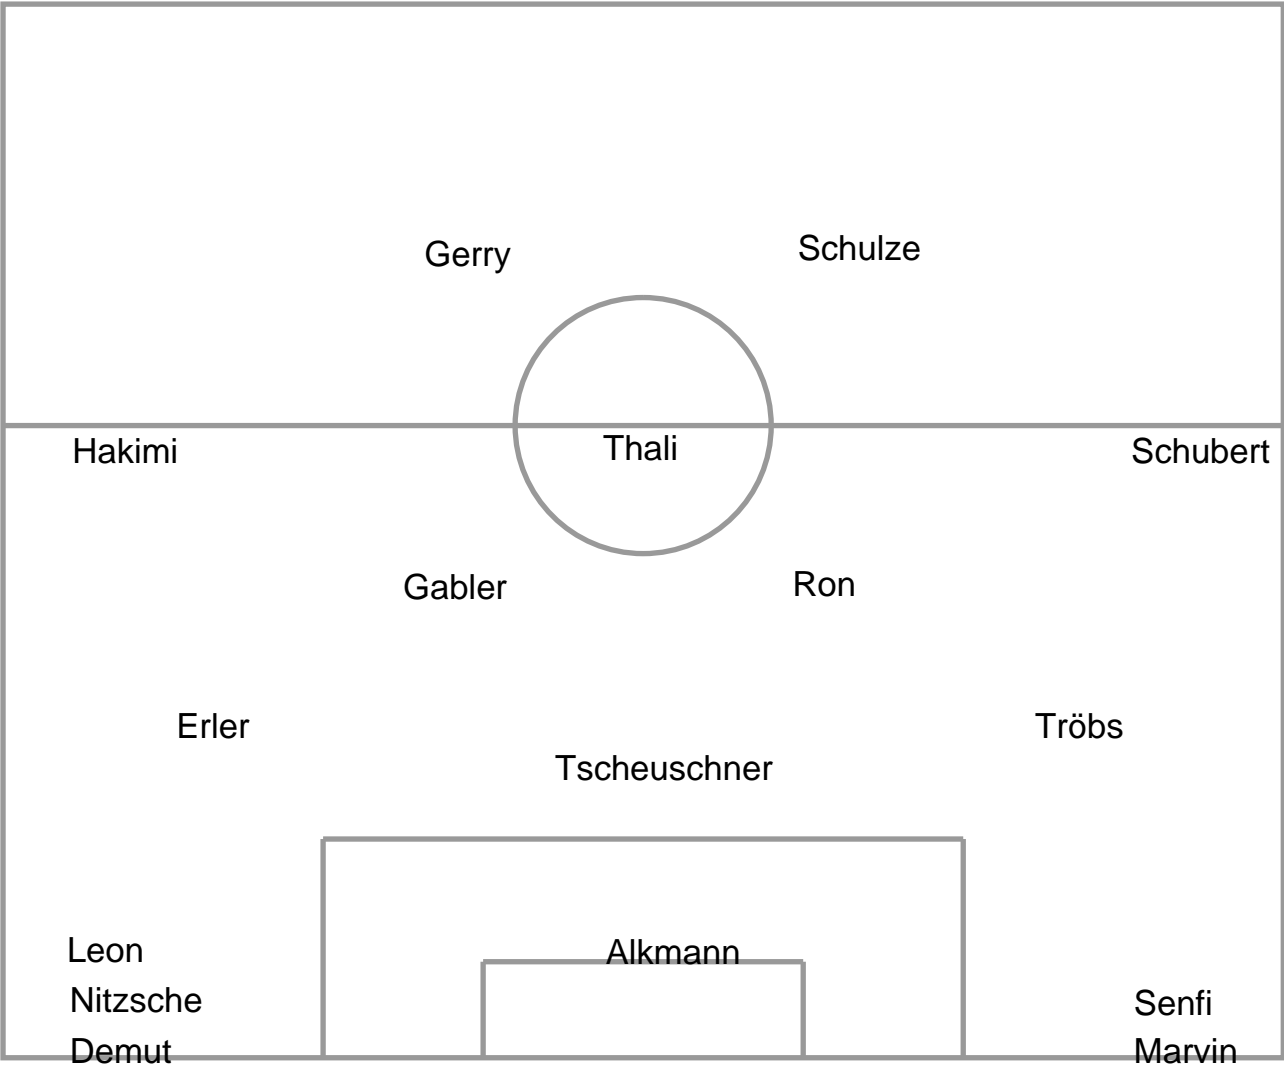 Gerry Schulze
Hakimi Thali Schubert
Gabler Ron
Erler Tröbs
Tscheuschner
Leon Alkmann
Nitzsche Senfi
Demut Marvin